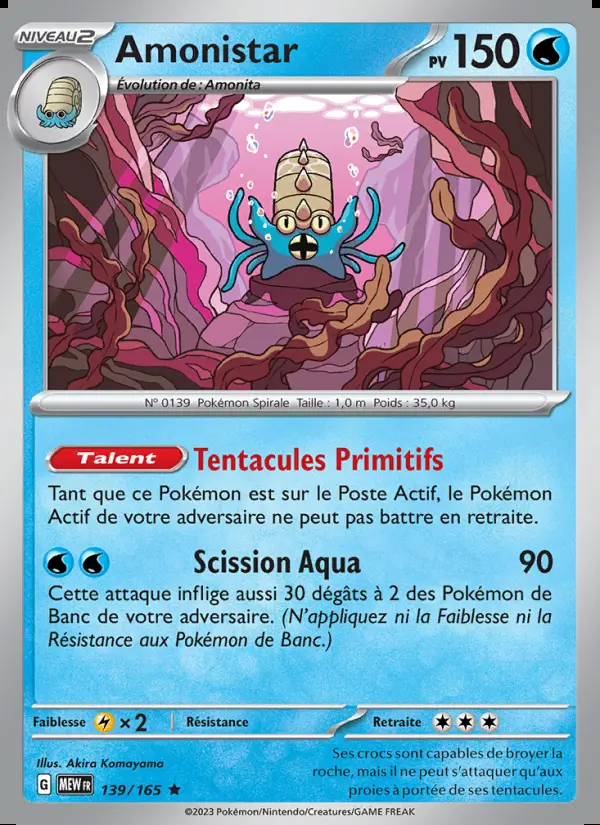 NIVEAU2
Amonistar
PV 150
Évolution de : Amonita
N° 0139 Pokémon Spirale Taille : 1,0 m Poids : 35,0 kg
Talent Tentacules Primitifs
Tant que ce Pokémon est sur le Poste Actif, le Pokémon
Actif de votre adversaire ne peut pas battre en retraite.
Scission Aqua 90
Cette attaque inflige aussi 30 dégâts à 2 des Pokémon de
Banc de votre adversaire. (N'appliquez ni la Faiblesse ni la
Résistance aux Pokémon de Banc.)
Faiblesse ×2 Résistance Retraite
Illus. Akira Komayama
Ses crocs sont capables de broyer la
roche, mais il ne peut s'attaquer qu'aux
proies à portée de ses tentacules.
G MEW FR 139/165 ★
©2023 Pokémon/Nintendo/Creatures/GAME FREAK